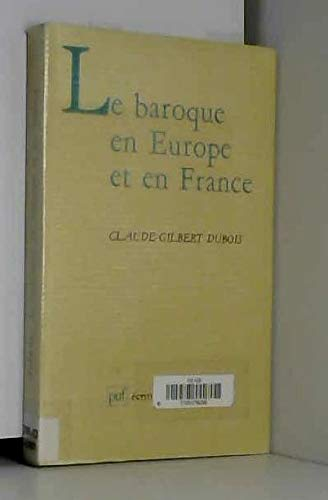 Le baroque
en Europe
et en France
CLAUDE-GILBERT DUBOIS
puf